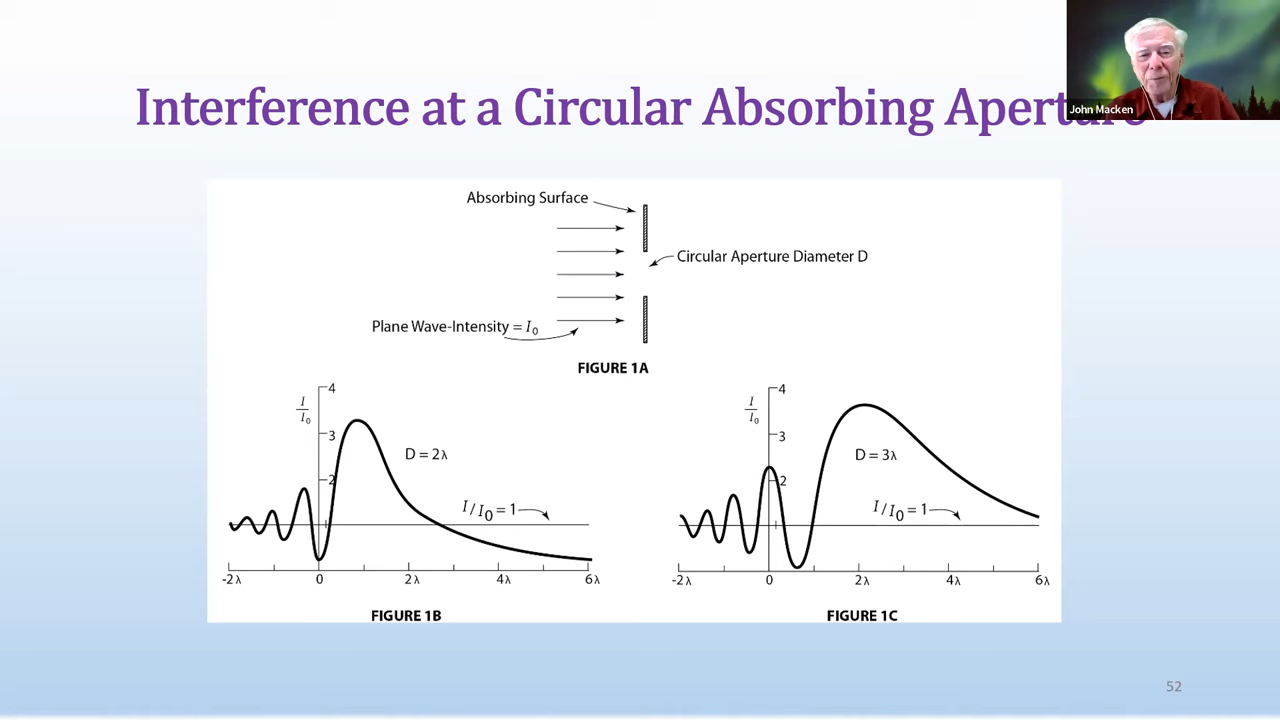 John Macken
Interference at a Circular Absorbing Aperture
Absorbing Surface
Circular Aperture Diameter D
Plane Wave-Intensity = I₀
FIGURE 1A
I
I₀
4
3
2
D = 2λ
I / I₀ = 1
-2λ 0 2λ 4λ 6λ
FIGURE 1B
I
I₀
4
3
2
D = 3λ
I / I₀ = 1
-2λ 0 2λ 4λ 6λ
FIGURE 1C
52